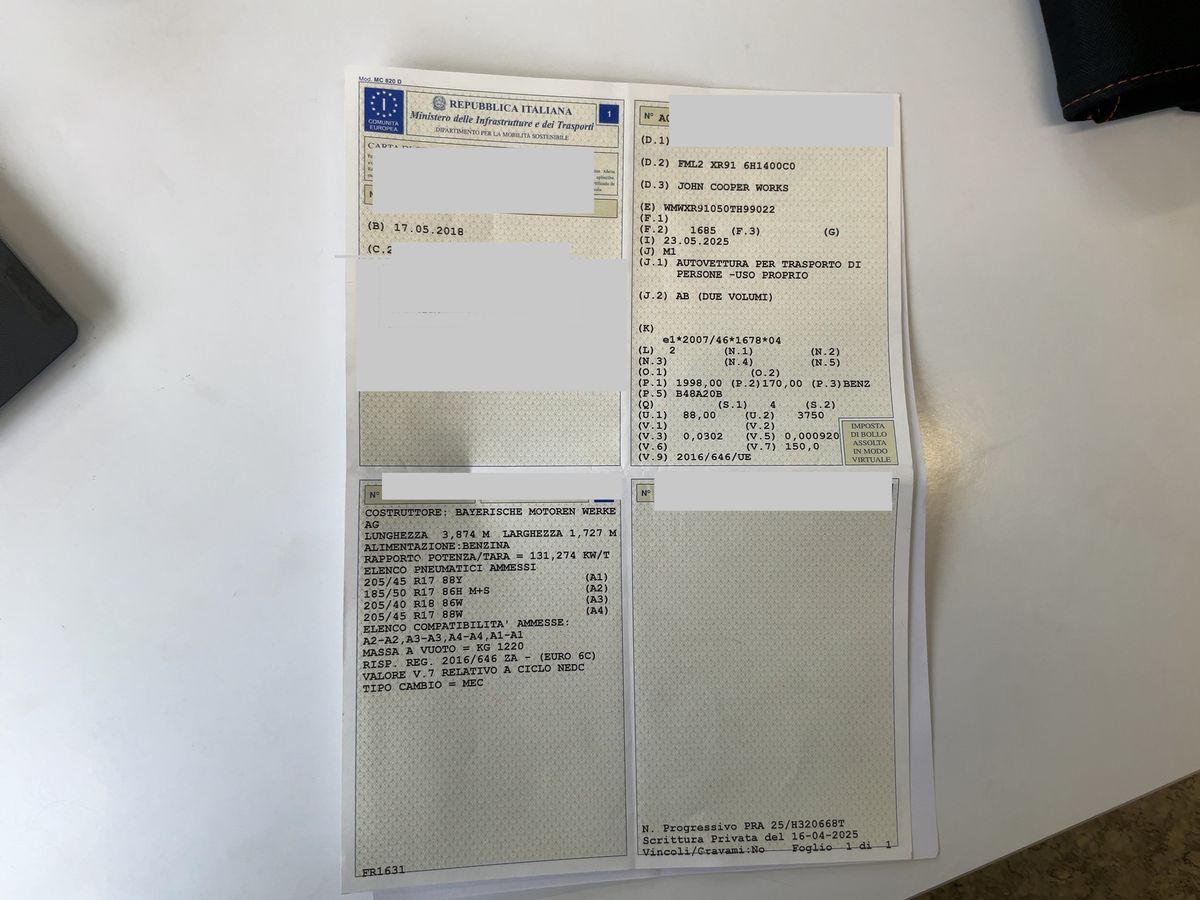 Mod. MC 820 D
I
COMUNITÀ
EUROPEA
REPUBBLICA ITALIANA
Ministero delle Infrastrutture e dei Trasporti
DIPARTIMENTO PER LA MOBILITÀ SOSTENIBILE
1
CARTA DI
(B) 17.05.2018
(C.2
N° A0
(D.1)
(D.2) FML2 XR91 6H1400C0
(D.3) JOHN COOPER WORKS
(E) WMWXR91050TH99022
(F.1)
(F.2) 1685 (F.3) (G)
(I) 23.05.2025
(J) M1
(J.1) AUTOVETTURA PER TRASPORTO DI
PERSONE -USO PROPRIO
(J.2) AB (DUE VOLUMI)
(K)
e1*2007/46*1678*04
(L) 2 (N.1) (N.2)
(N.3) (N.4) (N.5)
(O.1) (O.2)
(P.1) 1998,00 (P.2)170,00 (P.3)BENZ
(P.5) B48A20B
(Q) (S.1) 4 (S.2)
(U.1) 88,00 (U.2) 3750
(V.1) (V.2)
(V.3) 0,0302 (V.5) 0,000920
(V.6) (V.7) 150,0
(V.9) 2016/646/UE
IMPOSTA
DI BOLLO
ASSOLTA
IN MODO
VIRTUALE
N°
COSTRUTTORE: BAYERISCHE MOTOREN WERKE
AG
LUNGHEZZA 3,874 M LARGHEZZA 1,727 M
ALIMENTAZIONE:BENZINA
RAPPORTO POTENZA/TARA = 131,274 KW/T
ELENCO PNEUMATICI AMMESSI
205/45 R17 88Y (A1)
185/50 R17 86H M+S (A2)
205/40 R18 86W (A3)
205/45 R17 88W (A4)
ELENCO COMPATIBILITA' AMMESSE:
A2-A2,A3-A3,A4-A4,A1-A1
MASSA A VUOTO = KG 1220
RISP. REG. 2016/646 ZA - (EURO 6C)
VALORE V.7 RELATIVO A CICLO NEDC
TIPO CAMBIO = MEC
FR1631
N°
N. Progressivo PRA 25/H320668T
Scrittura Privata del 16-04-2025
Vincoli/Gravami:No Foglio 1 di 1